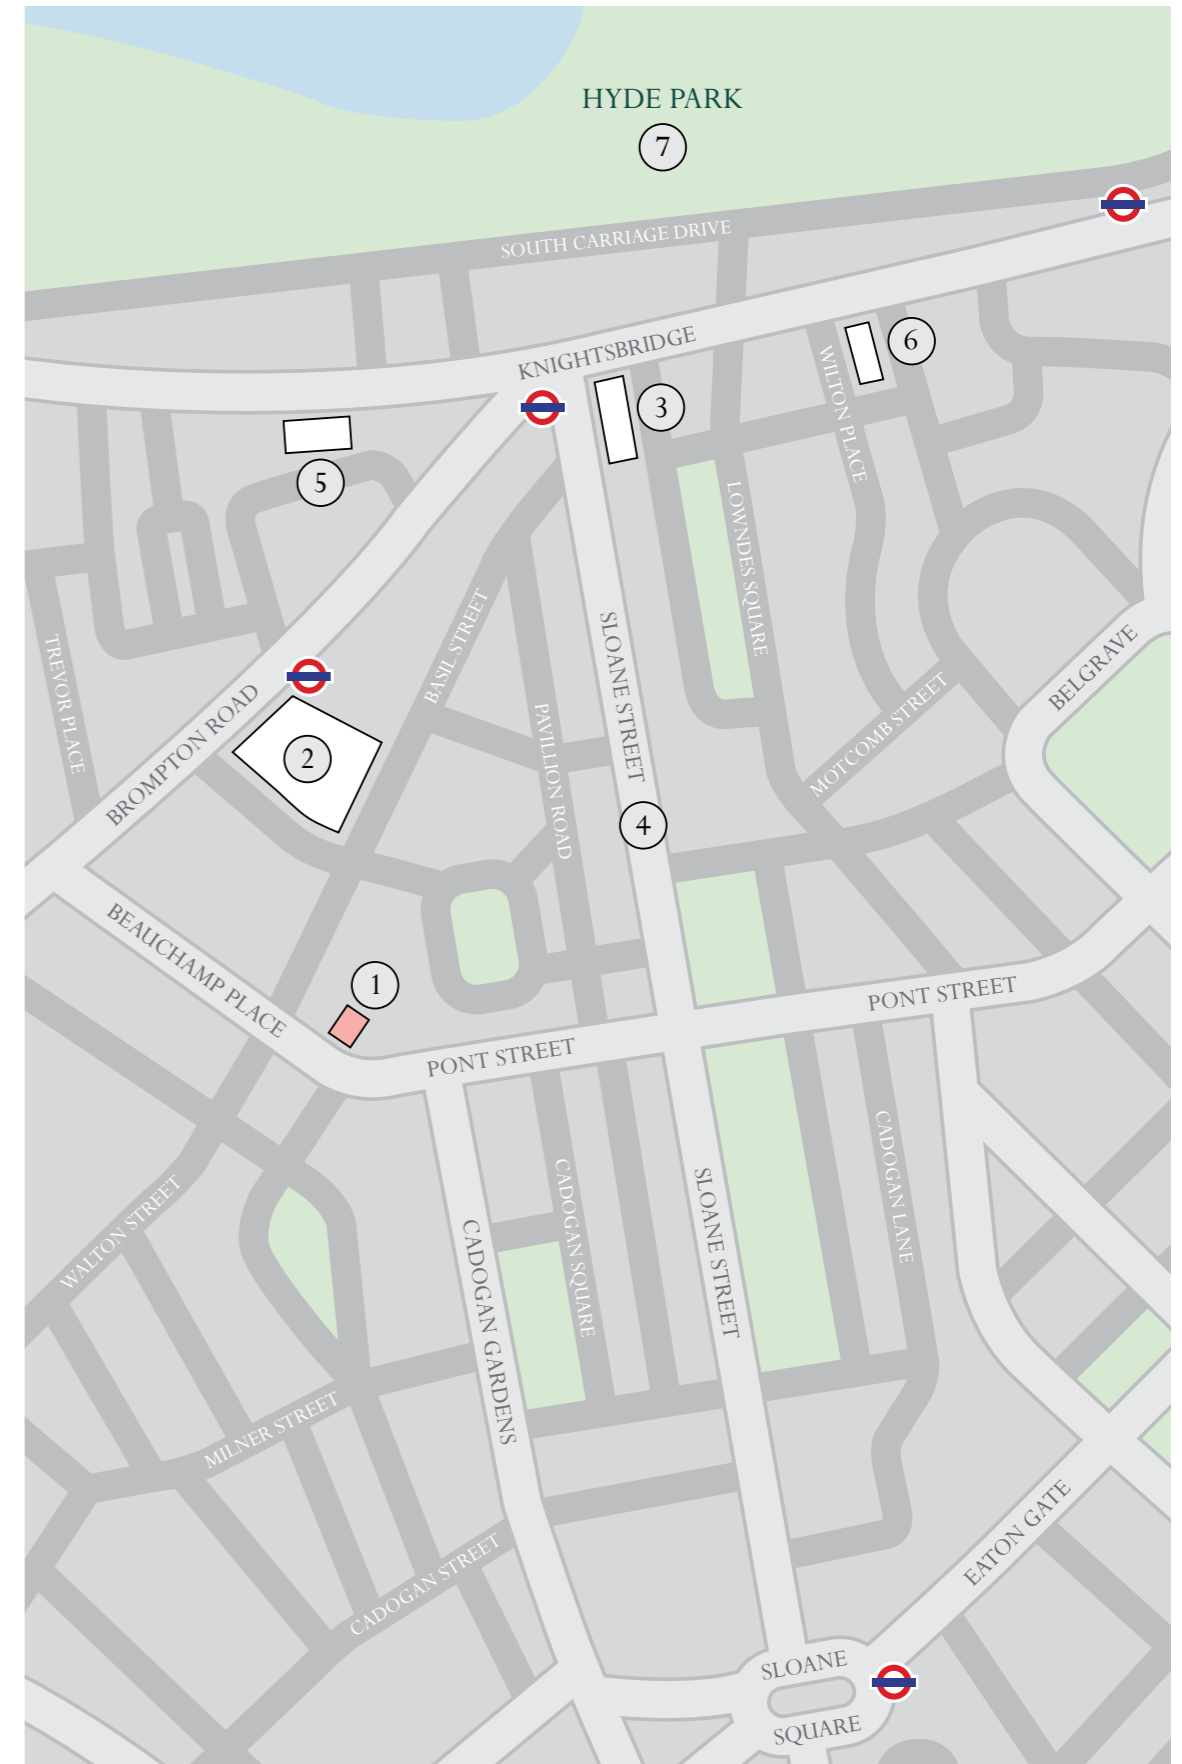 HYDE PARK
7
SOUTH CARRIAGE DRIVE
KNIGHTSBRIDGE
6
3
WILTON PLACE
5
LOWNDES SQUARE
BASIL STREET
SLOANE STREET
TREVOR PLACE
BELGRAVE
BROMPTON ROAD
2
PAVILLION ROAD
MOTCOMB STREET
4
BEAUCHAMP PLACE
1
PONT STREET
PONT STREET
CADOGAN LANE
CADOGAN SQUARE
SLOANE STREET
WALTON STREET
CADOGAN GARDENS
MILNER STREET
EATON GATE
CADOGAN STREET
SLOANE
SQUARE